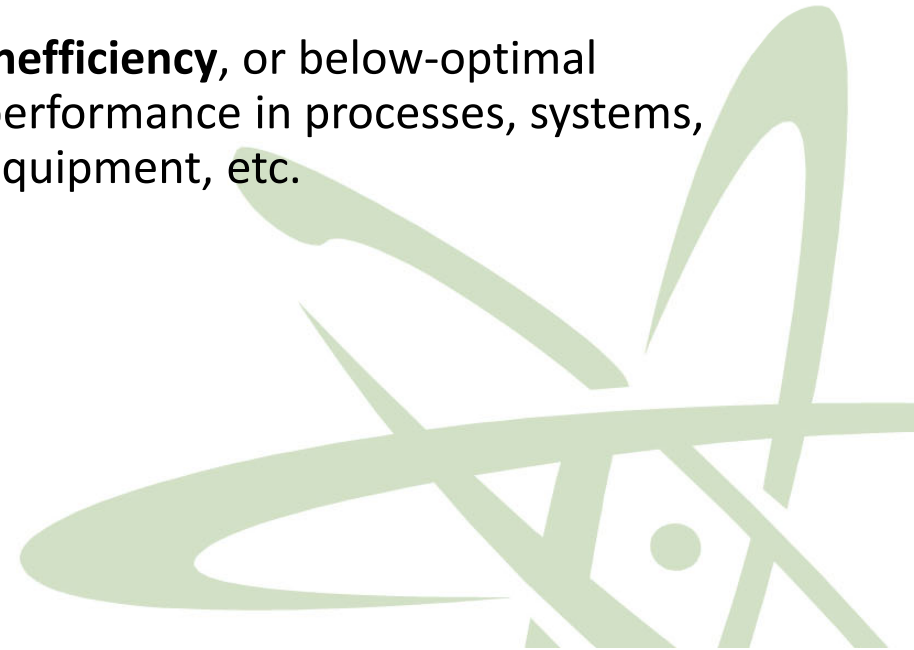 nefficiency, or below-optimal
erformance in processes, systems,
quipment, etc.